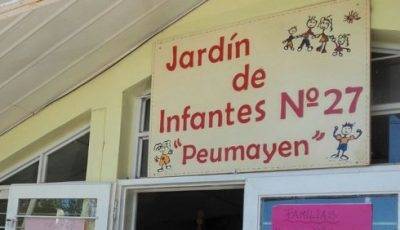 Jardín
de
Infantes Nº27
"Peumayen"
FAMILIAS